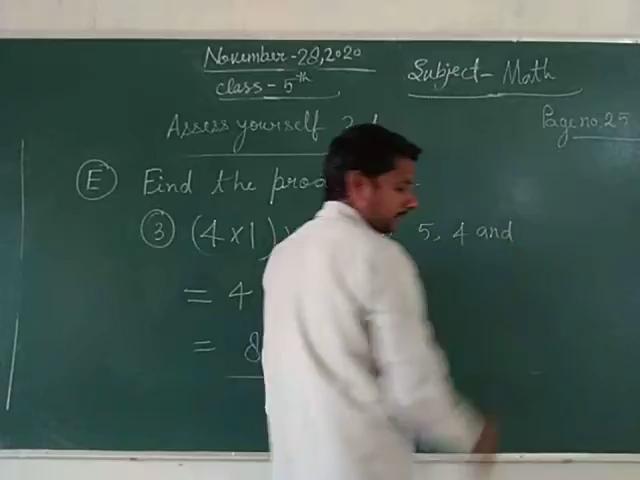 November-28,2020
class-5th
Subject-Math
Assess yourself
Page no.25
E Find the
3 (4×1) 5, 4 and
= 4
= 8